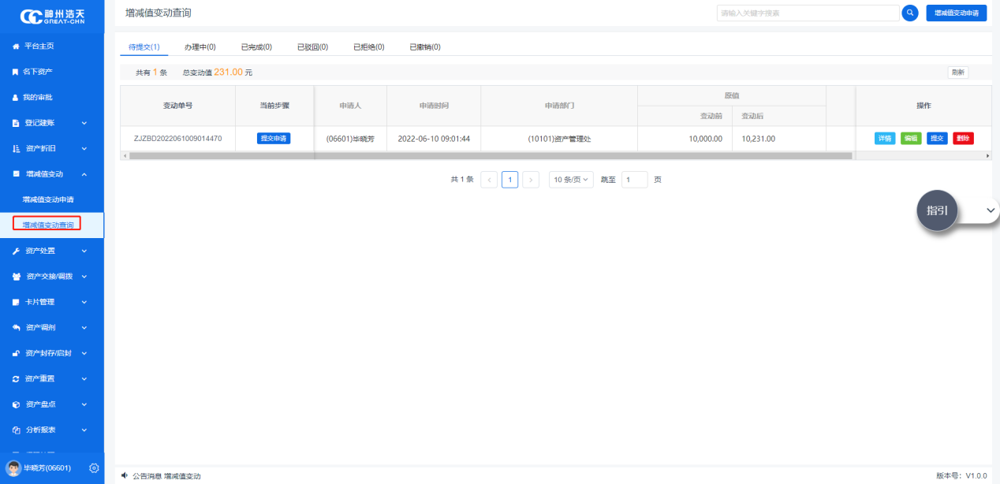 神州浩天
GREAT-CHN
平台主页
名下资产
我的审批
登记建账
资产折旧
增减值变动
增减值变动申请
增减值变动查询
资产处置
资产交接/调拨
卡片管理
资产调剂
资产封存/启封
资产重置
资产盘点
分析报表
毕晓芳(06601)
增减值变动查询
请输入关键字搜索
增减值变动申请
待提交(1) 办理中(0) 已完成(0) 已驳回(0) 已拒绝(0) 已撤销(0)
共有 1 条 总变动值 231.00 元 刷新
变动单号 当前步骤 申请人 申请时间 申请部门 原值 操作
变动前 变动后
ZJZBD2022061009014470 提交申请 (06601)毕晓芳 2022-06-10 09:01:44 (10101)资产管理处 10,000.00 10,231.00 详情 编辑 提交 删除
共 1 条 < 1 > 10 条/页 跳至 1 页
指引
公告消息 增减值变动
版本号: V1.0.0